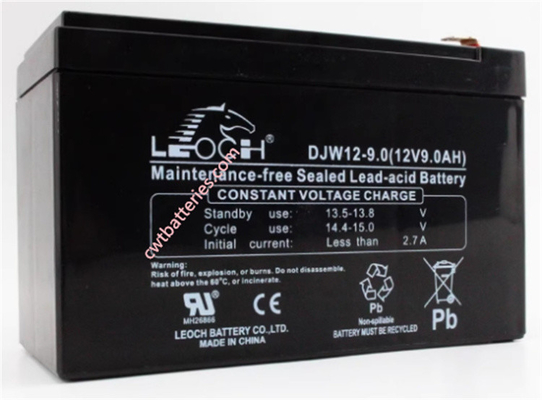 LEOCH
DJW12-9.0(12V9.0AH)
Maintenance-free Sealed Lead-acid Battery
CONSTANT VOLTAGE CHARGE
Standby use: 13.5-13.8 V
Cycle use: 14.4-15.0 V
Initial current: Less than 2.7A
Warning:
Risk of fire, explosion, or burns. Do not disassemble,
heat above the 60°C, or incinerate.
MH26866
CE
Pb
Non-spillable
LEOCH BATTERY CO.,LTD.
BATTERY MUST BE RECYCLED
Pb
cwtbatteries.com